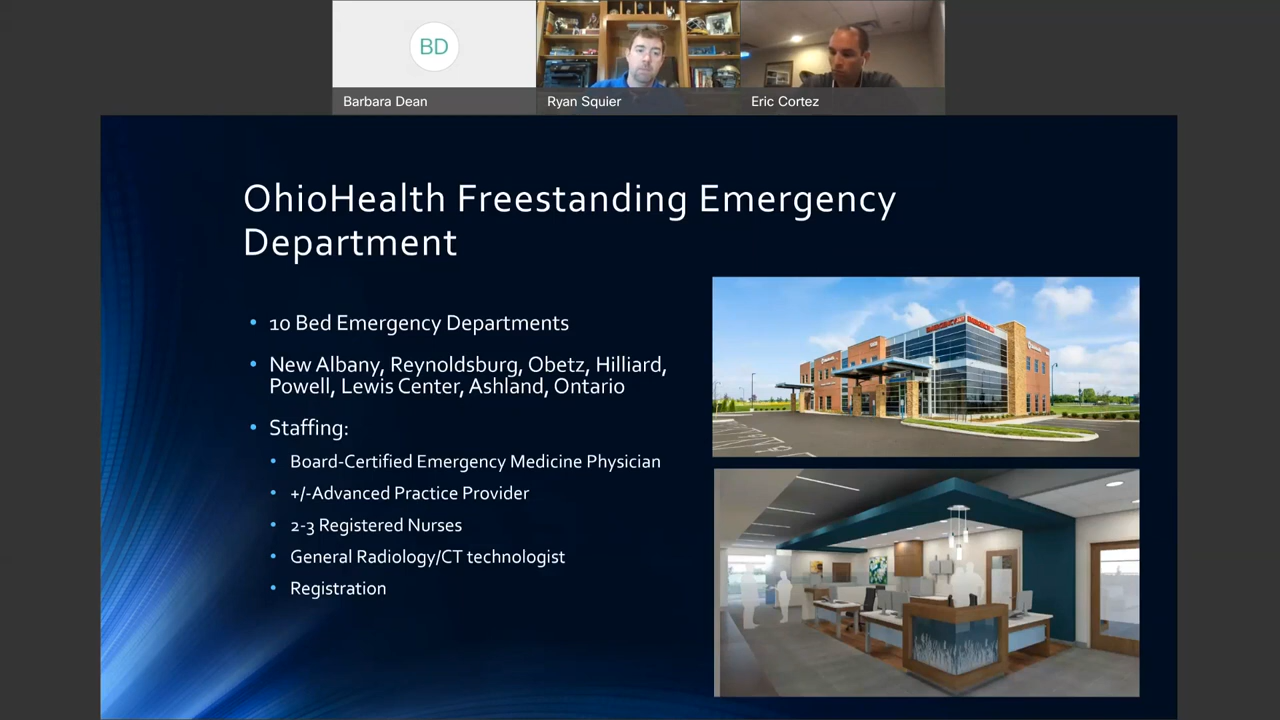 BD
Barbara Dean
Ryan Squier
Eric Cortez
OhioHealth Freestanding Emergency
Department
• 10 Bed Emergency Departments
• New Albany, Reynoldsburg, Obetz, Hilliard,
Powell, Lewis Center, Ashland, Ontario
• Staffing:
• Board-Certified Emergency Medicine Physician
• +/-Advanced Practice Provider
• 2-3 Registered Nurses
• General Radiology/CT technologist
• Registration
EMERGENCY